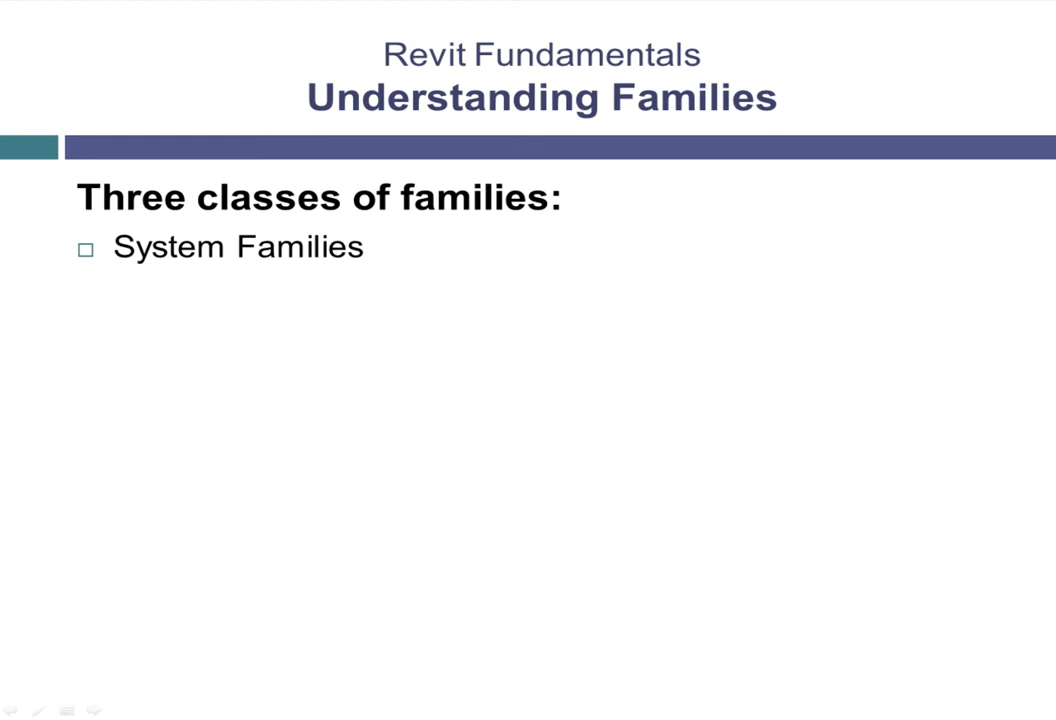 Revit Fundamentals
Understanding Families
Three classes of families:
System Families